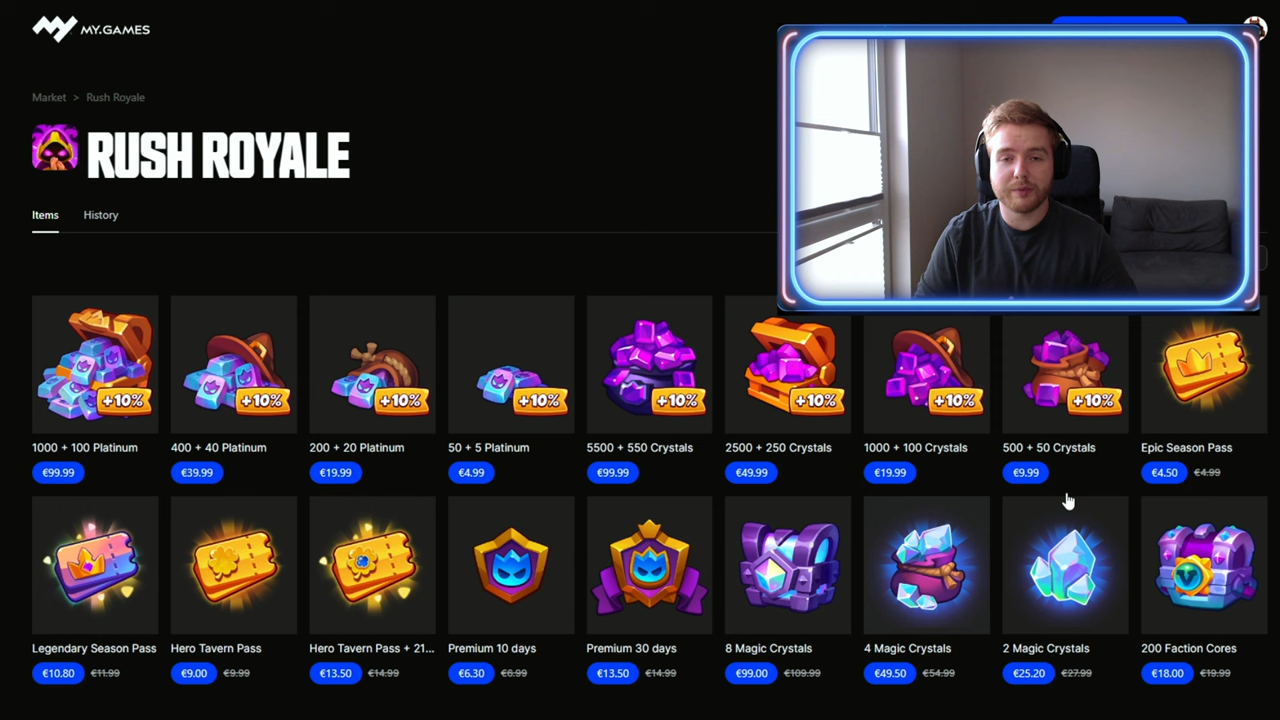 MY.GAMES
Market > Rush Royale
RUSH ROYALE
Items History
+10% +10% +10% +10% +10% +10% +10% +10%
1000 + 100 Platinum 400 + 40 Platinum 200 + 20 Platinum 50 + 5 Platinum 5500 + 550 Crystals 2500 + 250 Crystals 1000 + 100 Crystals 500 + 50 Crystals Epic Season Pass
€99.99 €39.99 €19.99 €4.99 €99.99 €49.99 €19.99 €9.99 €4.50 €4.99
Legendary Season Pass Hero Tavern Pass Hero Tavern Pass + 21... Premium 10 days Premium 30 days 8 Magic Crystals 4 Magic Crystals 2 Magic Crystals 200 Faction Cores
€10.80 €11.99 €9.00 €9.99 €13.50 €14.99 €6.30 €6.99 €13.50 €14.99 €99.00 €109.99 €49.50 €54.99 €25.20 €27.99 €18.00 €19.99